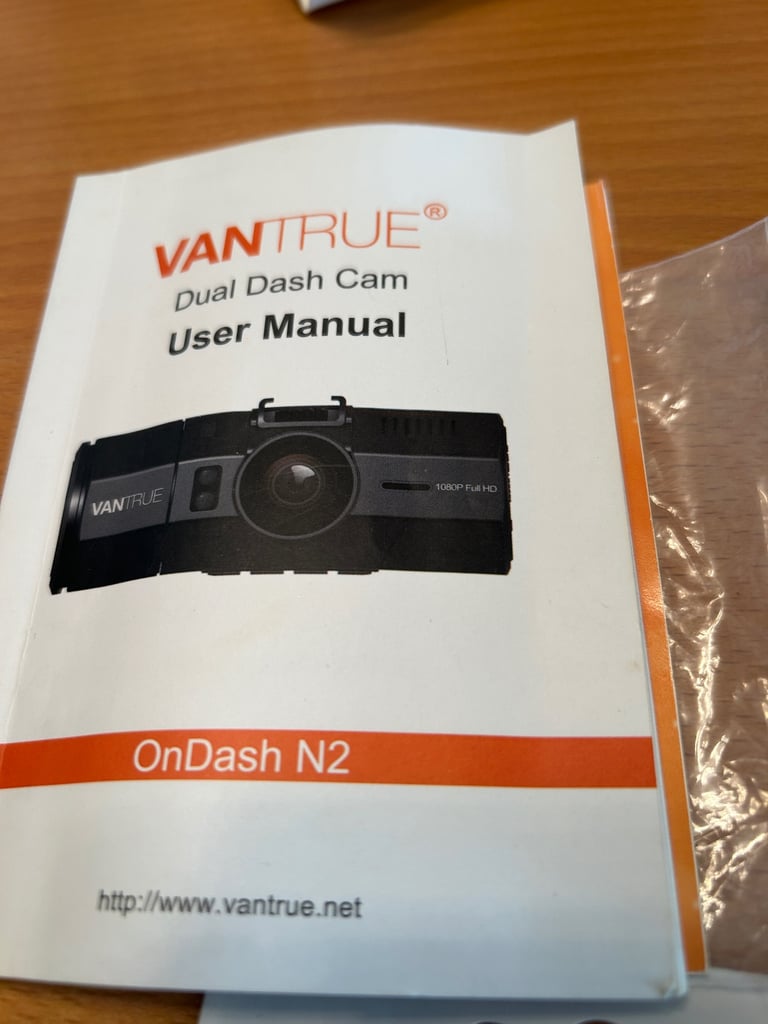 VANTRUE®
Dual Dash Cam
User Manual
VANTRUE
1080P Full HD
OnDash N2
http://www.vantrue.net